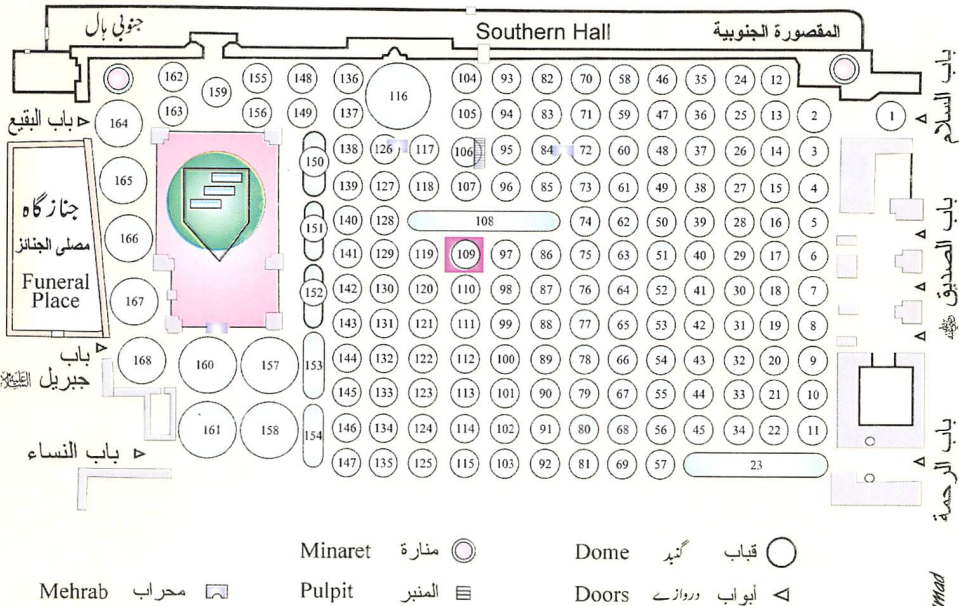 جنوبی ہال Southern Hall المقصورة الجنوبية
162 155 148 136 104 93 82 70 58 46 35 24 12
159 116
163 156 149 137 105 94 83 71 59 47 36 25 13 2 1
باب السلام
باب البقيع
164
150 138 126 117 106 95 84 72 60 48 37 26 14 3
165 139 127 118 107 96 85 73 61 49 38 27 15 4
جنازگاہ
مصلى الجنائز
Funeral
Place
151 140 128 108 74 62 50 39 28 16 5
باب الصديق
166 141 129 119 109 97 86 75 63 51 40 29 17 6
167 152 142 130 120 110 98 87 76 64 52 41 30 18 7
143 131 121 111 99 88 77 65 53 42 31 19 8
باب
جبريل
168 160 157 153 144 132 122 112 100 89 78 66 54 43 32 20 9
145 133 123 113 101 90 79 67 55 44 33 21 10
161 158 154 146 134 124 114 102 91 80 68 56 45 34 22 11
باب الرحمة
باب النساء
147 135 125 115 103 92 81 69 57 23
Minaret منارة
Dome گنبد قباب
Mehrab محراب
Pulpit المنبر
Doors دروازے أبواب